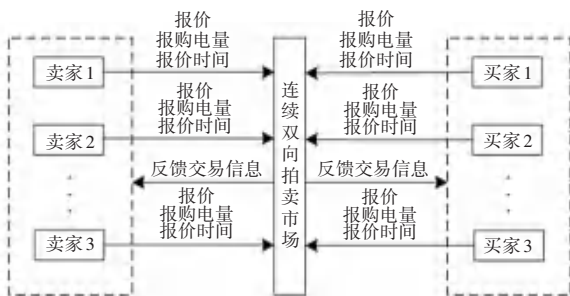 报价
报购电量
报价时间
报价
报购电量
报价时间
卖家1
买家1
报价
报购电量
报价时间
报价
报购电量
报价时间
卖家2
买家2
连续双向拍卖市场
反馈交易信息
反馈交易信息
报价
报购电量
报价时间
报价
报购电量
报价时间
卖家3
买家3